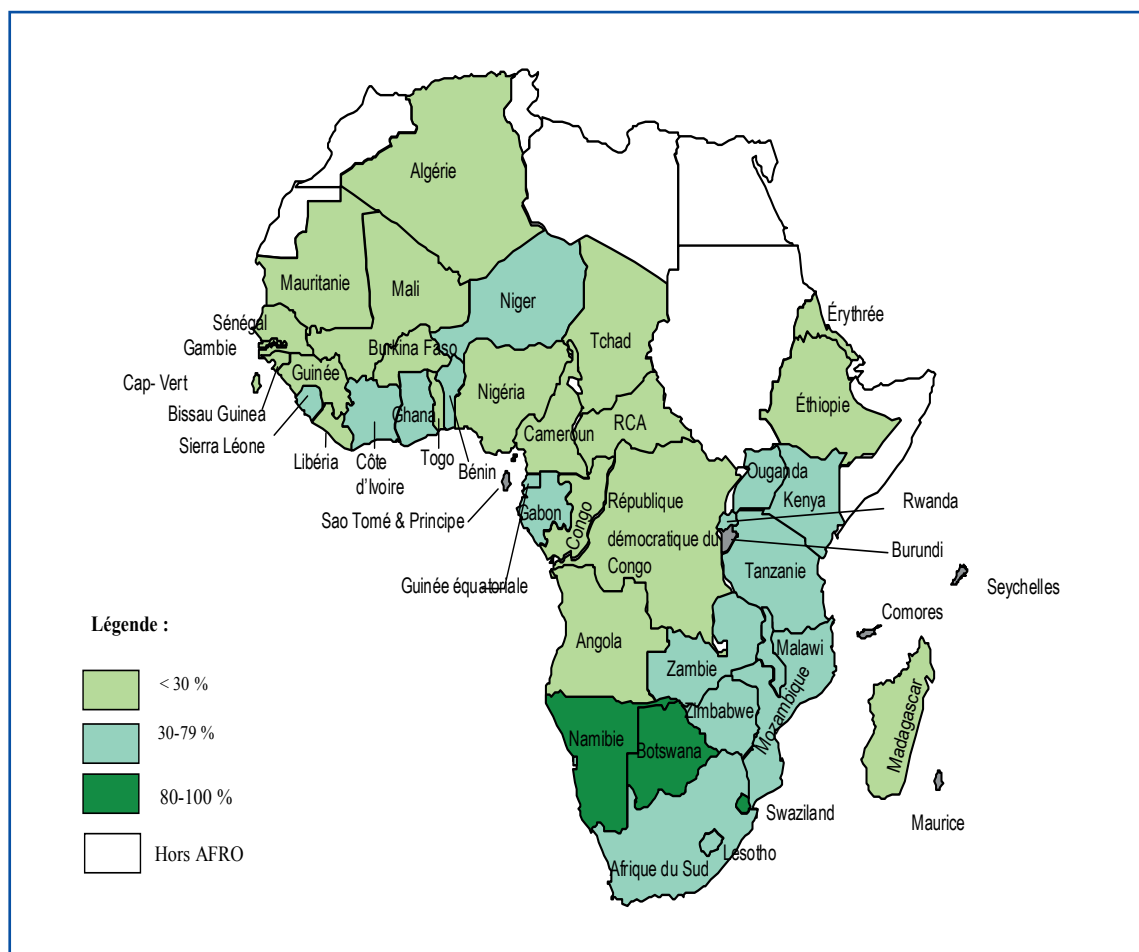 Algérie
Mauritanie
Mali
Niger
Tchad
Érythrée
Sénégal
Gambie
Burkina Faso
Guinée
Cap- Vert
Nigéria
Éthiopie
Bissau Guinea
Ghana
RCA
Sierra Léone
Cameroun
Libéria
Côte
d'Ivoire
Togo
Bénin
Ouganda
Kenya
République
démocratique du
Congo
Rwanda
Gabon
Congo
Sao Tomé & Principe
Burundi
Tanzanie
Guinée équatoriale
Seychelles
Comores
Angola
Malawi
Zambie
Mozambique
Zimbabwe
Madagascar
Namibie
Botswana
Swaziland
Maurice
Lesotho
Afrique du Sud
Légende :
< 30 %
30-79 %
80-100 %
Hors AFRO